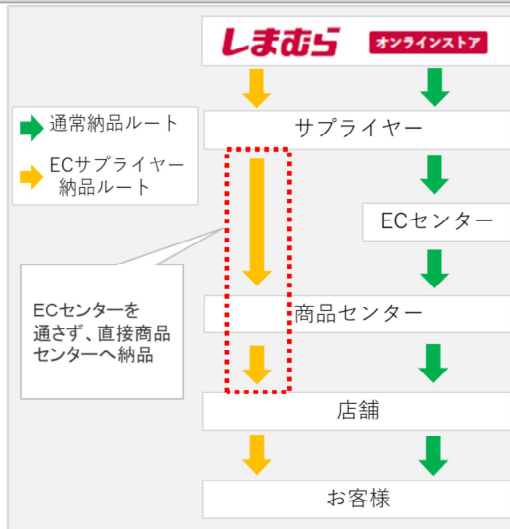 しまむら オンラインストア
通常納品ルート
ECサプライヤー
納品ルート
サプライヤー
ECセンター
ECセンターを
通さず、直接商品
センターへ納品
商品センター
店舗
お客様